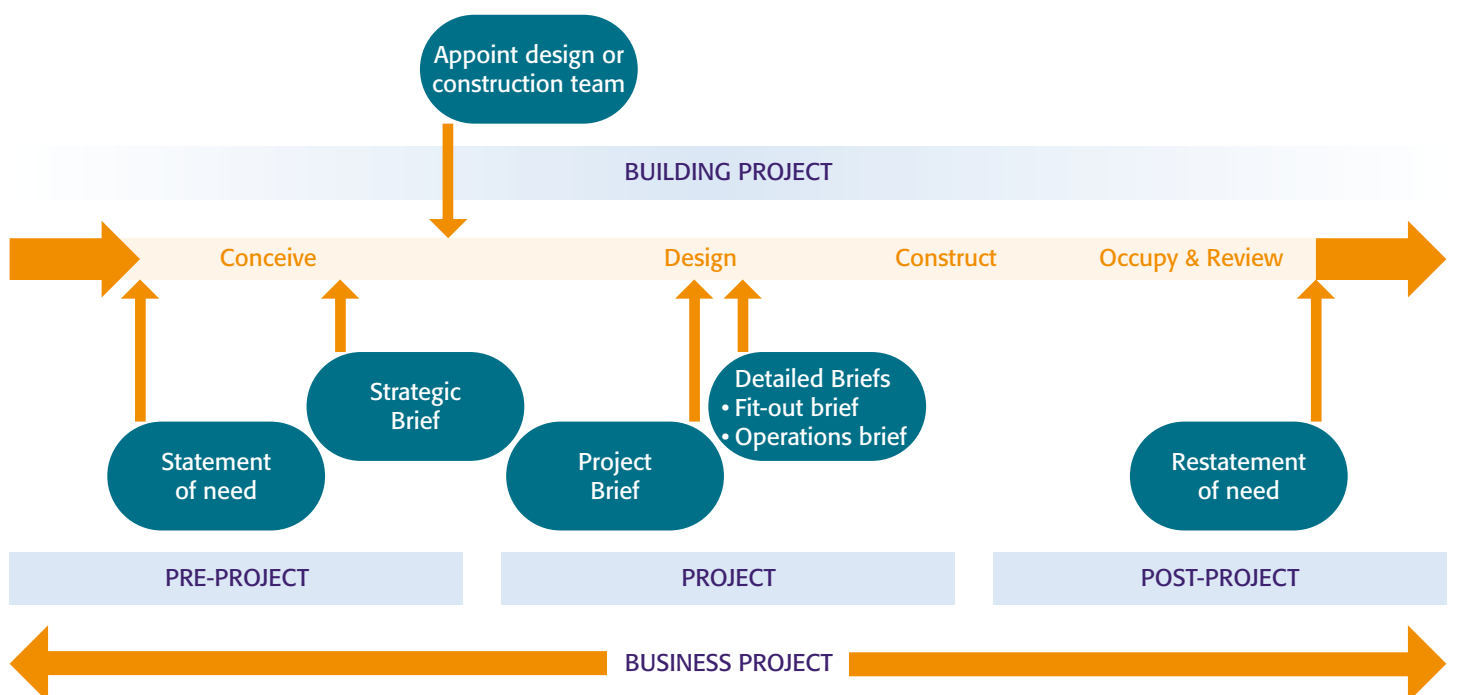 Appoint design or
construction team
BUILDING PROJECT
Conceive
Design
Construct
Occupy & Review
Strategic
Brief
Detailed Briefs
• Fit-out brief
• Operations brief
Statement
of need
Project
Brief
Restatement
of need
PRE-PROJECT
PROJECT
POST-PROJECT
BUSINESS PROJECT